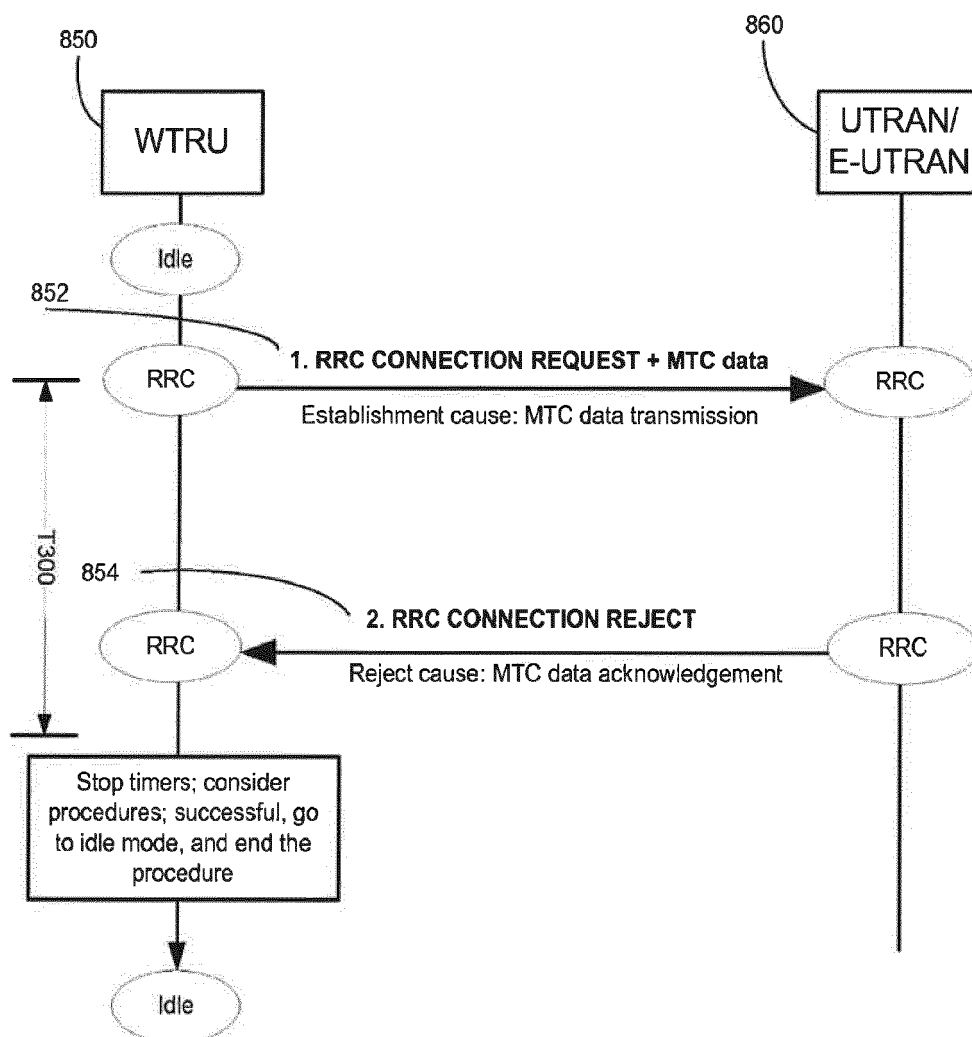 850
860
WTRU
UTRAN/
E-UTRAN
Idle
852
1. RRC CONNECTION REQUEST + MTC data
RRC
RRC
Establishment cause: MTC data transmission
T300
854
2. RRC CONNECTION REJECT
RRC
RRC
Reject cause: MTC data acknowledgement
Stop timers; consider
procedures; successful, go
to idle mode, and end the
procedure
Idle